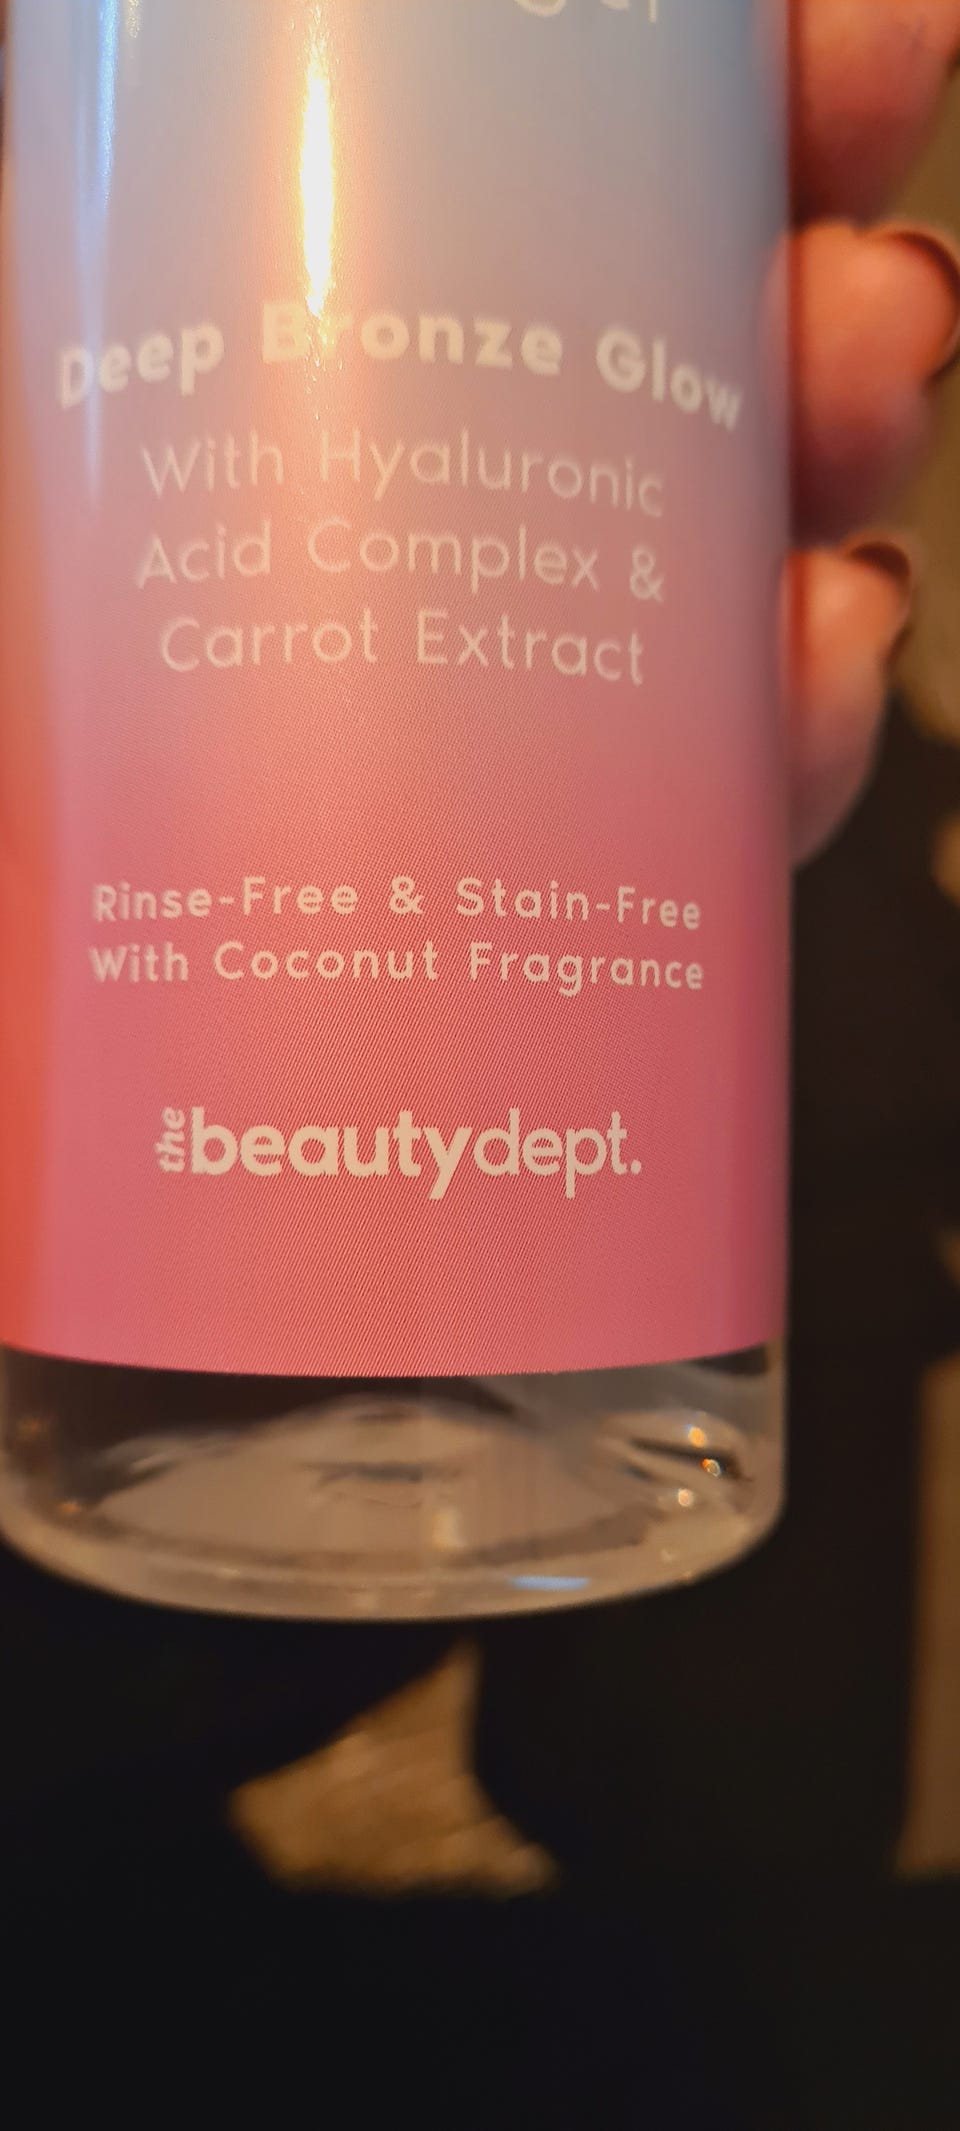 Deep Bronze Glow
With Hyaluronic
Acid Complex &
Carrot Extract
Rinse-Free & Stain-Free
With Coconut Fragrance
the beautydept.